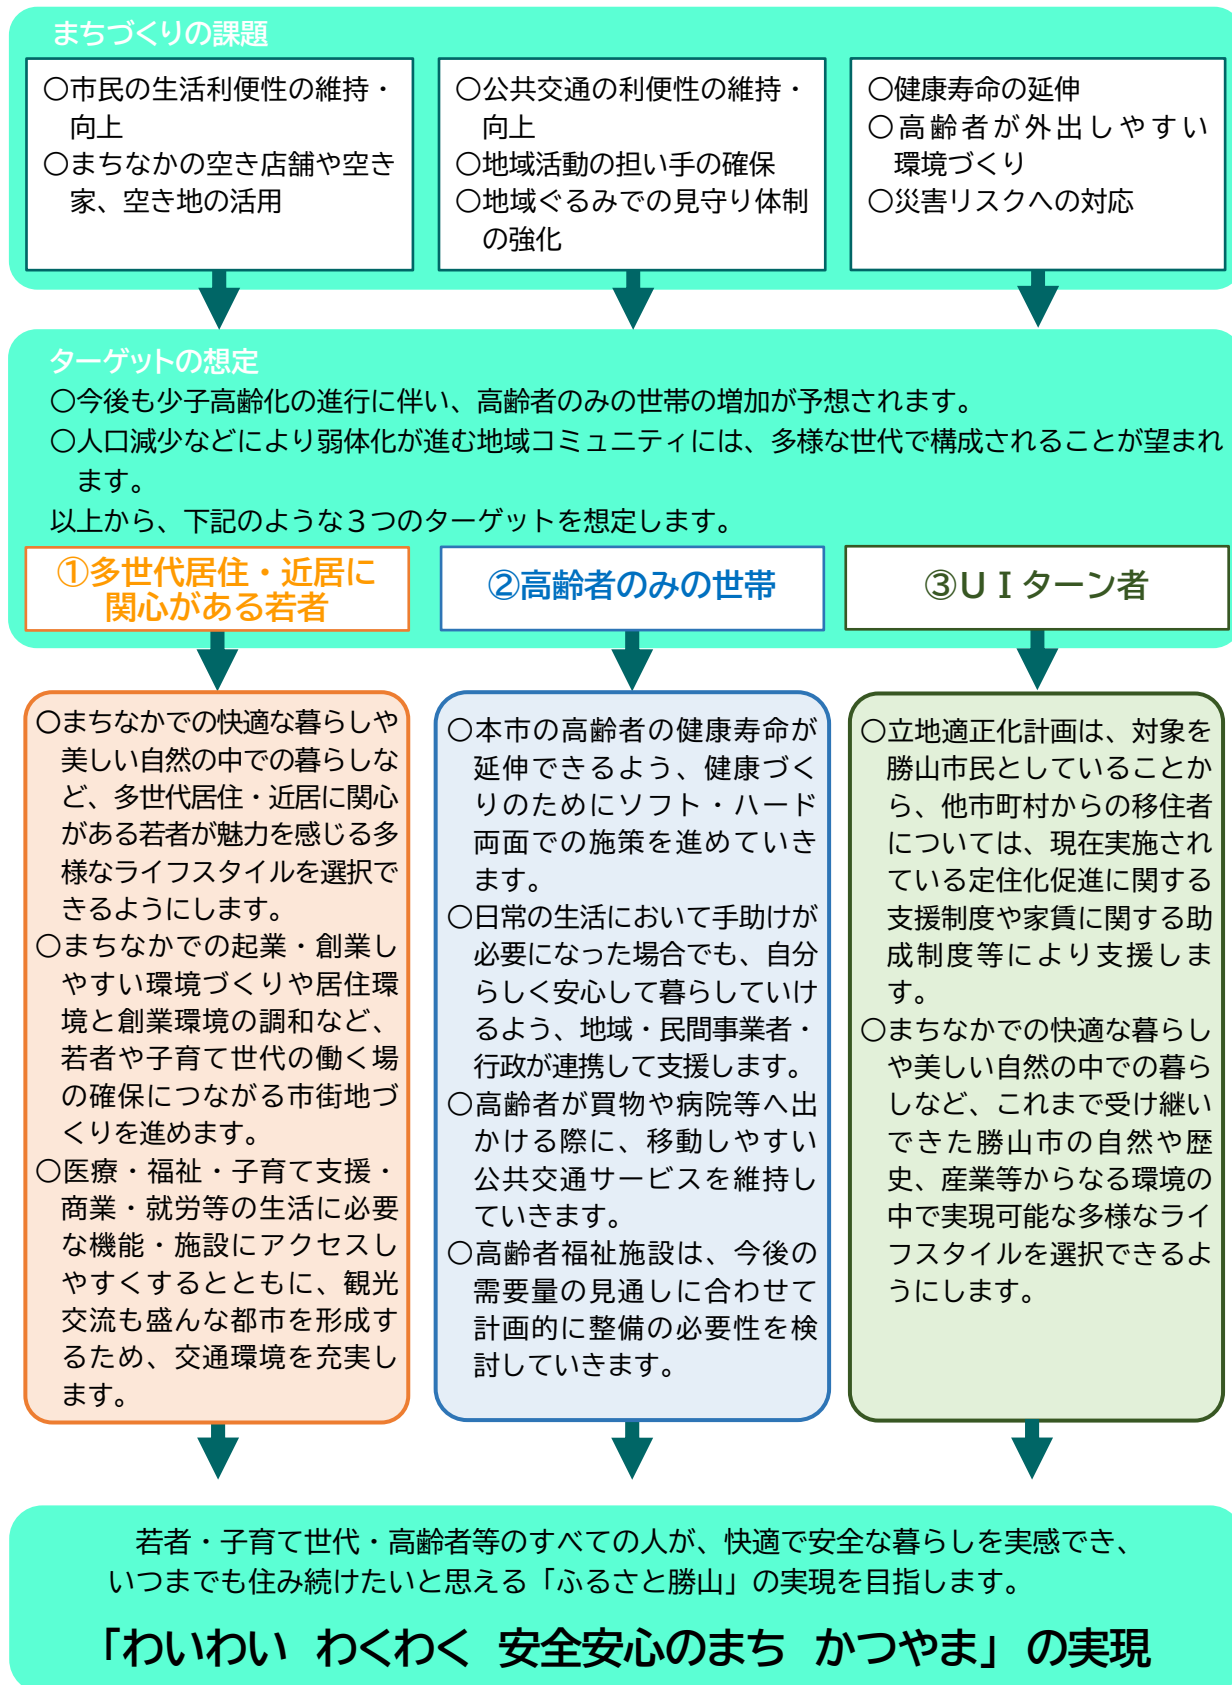 まちづくりの課題
〇市民の生活利便性の維持・
向上
〇まちなかの空き店舗や空き
家、空き地の活用
〇公共交通の利便性の維持・
向上
〇地域活動の担い手の確保
〇地域ぐるみでの見守り体制
の強化
〇健康寿命の延伸
〇高齢者が外出しやすい
環境づくり
〇災害リスクへの対応
ターゲットの想定
〇今後も少子高齢化の進行に伴い、高齢者のみの世帯の増加が予想されます。
〇人口減少などにより弱体化が進む地域コミュニティには、多様な世代で構成されることが望まれ
ます。
以上から、下記のような３つのターゲットを想定します。
①多世代居住・近居に
関心がある若者
②高齢者のみの世帯
③ＵＩターン者
〇まちなかでの快適な暮らしや
美しい自然の中での暮らしな
ど、多世代居住・近居に関心
がある若者が魅力を感じる多
様なライフスタイルを選択で
きるようにします。
〇まちなかでの起業・創業し
やすい環境づくりや居住環
境と創業環境の調和など、
若者や子育て世代の働く場
の確保につながる市街地づ
くりを進めます。
〇医療・福祉・子育て支援・
商業・就労等の生活に必要
な機能・施設にアクセスし
やすくするとともに、観光
交流も盛んな都市を形成す
るため、交通環境を充実し
ます。
〇本市の高齢者の健康寿命が
延伸できるよう、健康づく
りのためにソフト・ハード
両面での施策を進めていき
ます。
〇日常の生活において手助けが
必要になった場合でも、自分
らしく安心して暮らしていけ
るよう、地域・民間事業者・
行政が連携して支援します。
〇高齢者が買物や病院等へ出
かける際に、移動しやすい
公共交通サービスを維持し
ていきます。
〇高齢者福祉施設は、今後の
需要量の見通しに合わせて
計画的に整備の必要性を検
討していきます。
〇立地適正化計画は、対象を
勝山市民としていることか
ら、他市町村からの移住者
については、現在実施され
ている定住化促進に関する
支援制度や家賃に関する助
成制度等により支援しま
す。
〇まちなかでの快適な暮らし
や美しい自然の中での暮ら
しなど、これまで受け継い
できた勝山市の自然や歴
史、産業等からなる環境の
中で実現可能な多様なライ
フスタイルを選択できるよ
うにします。
若者・子育て世代・高齢者等のすべての人が、快適で安全な暮らしを実感でき、
いつまでも住み続けたいと思える「ふるさと勝山」の実現を目指します。
「わいわい わくわく 安全安心のまち かつやま」の実現